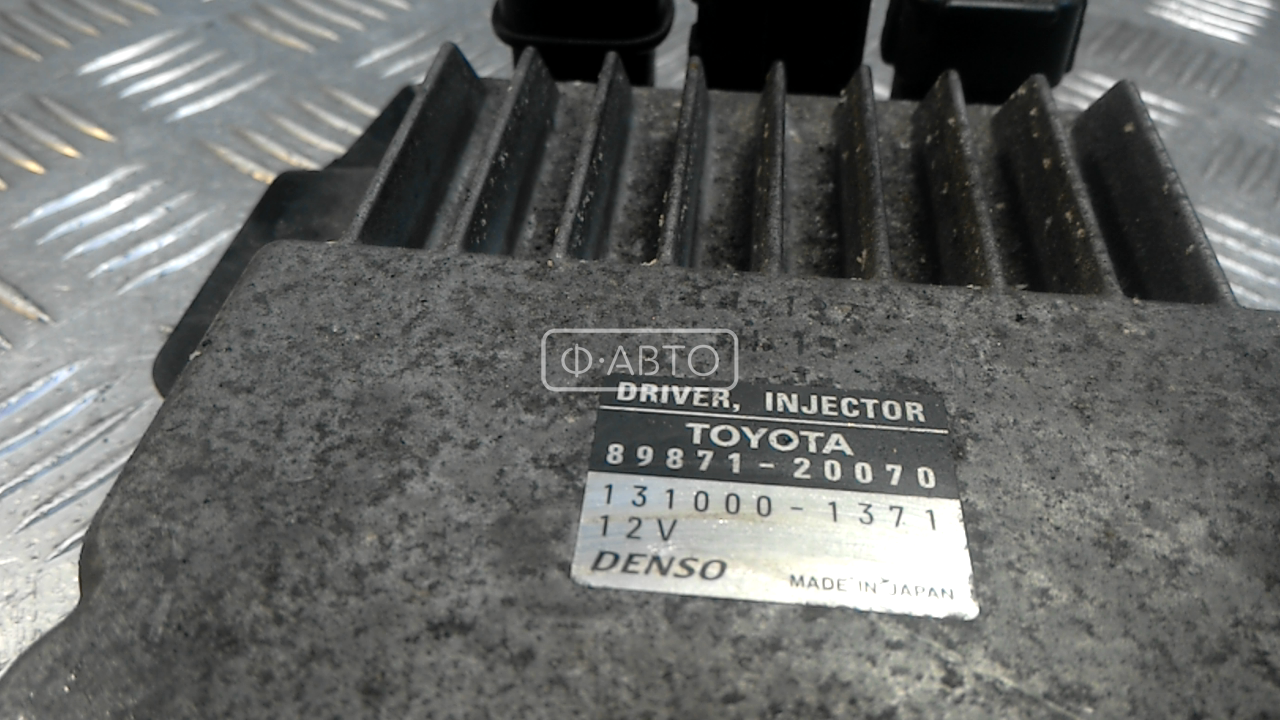 Ф·АВТО
DRIVER, INJECTOR
TOYOTA
89871-20070
131000-1371
12V
DENSO
MADE IN JAPAN